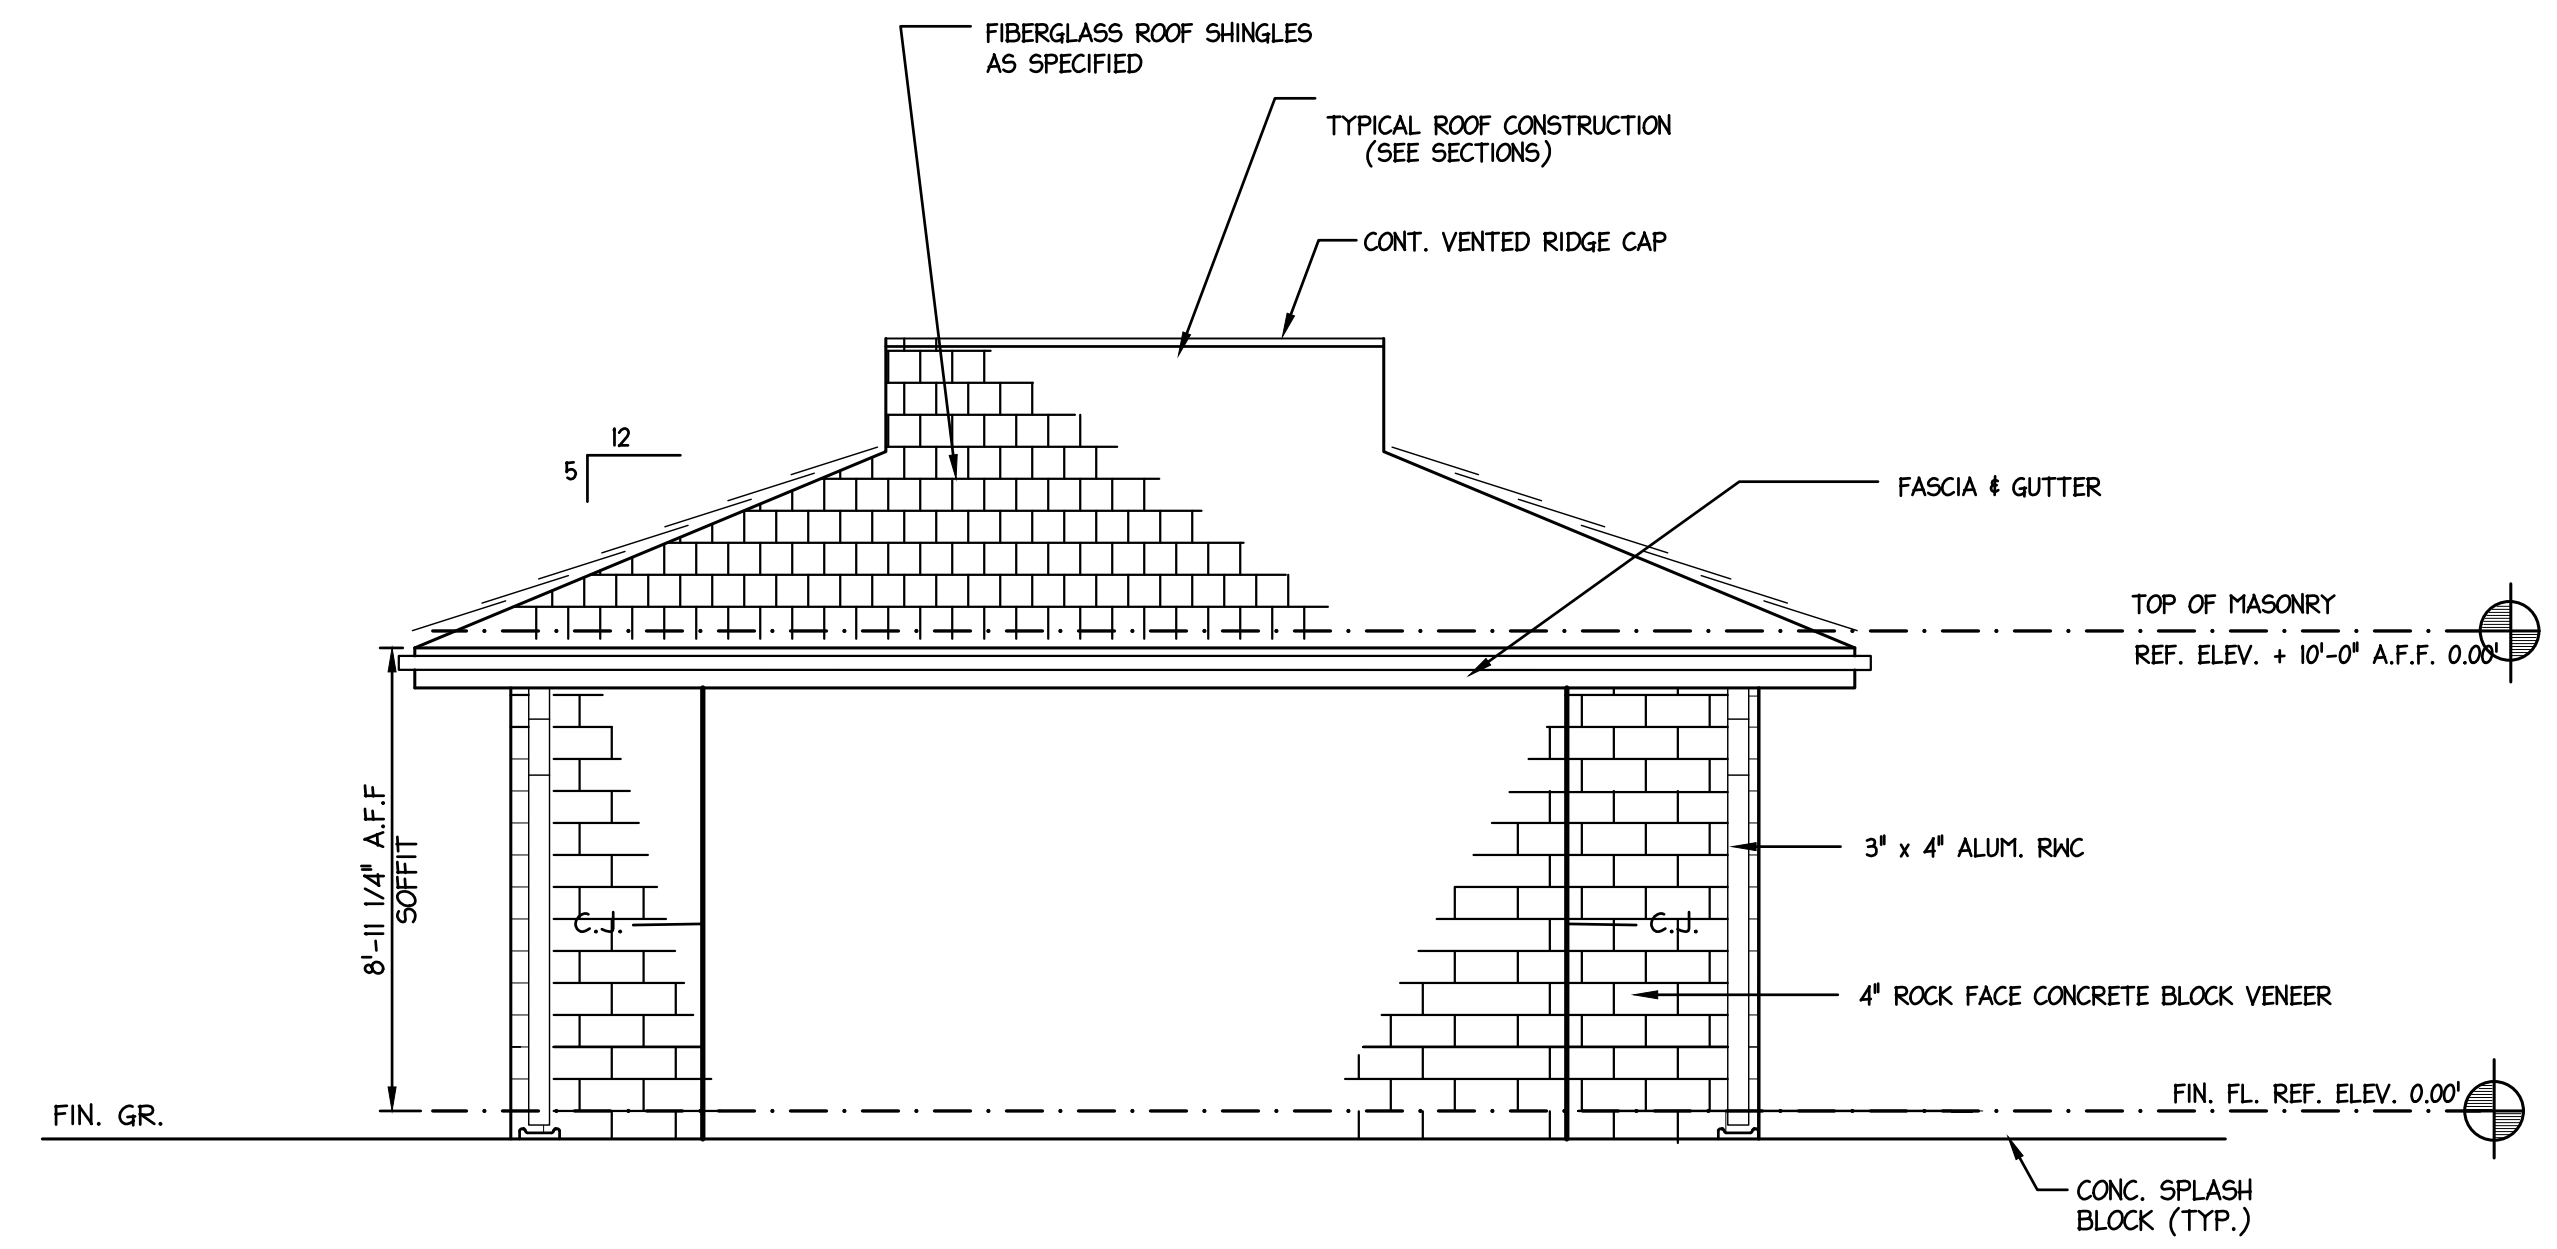 FIBERGLASS ROOF SHINGLES
AS SPECIFIED
TYPICAL ROOF CONSTRUCTION
(SEE SECTIONS)
CONT. VENTED RIDGE CAP
12
5
FASCIA & GUTTER
TOP OF MASONRY
REF. ELEV. + 10'-0" A.F.F. 0.00'
8'-11 1/4" A.F.F
SOFFIT
3" x 4" ALUM. RWC
C.J.
C.J.
4" ROCK FACE CONCRETE BLOCK VENEER
FIN. GR.
FIN. FL. REF. ELEV. 0.00'
CONC. SPLASH
BLOCK (TYP.)